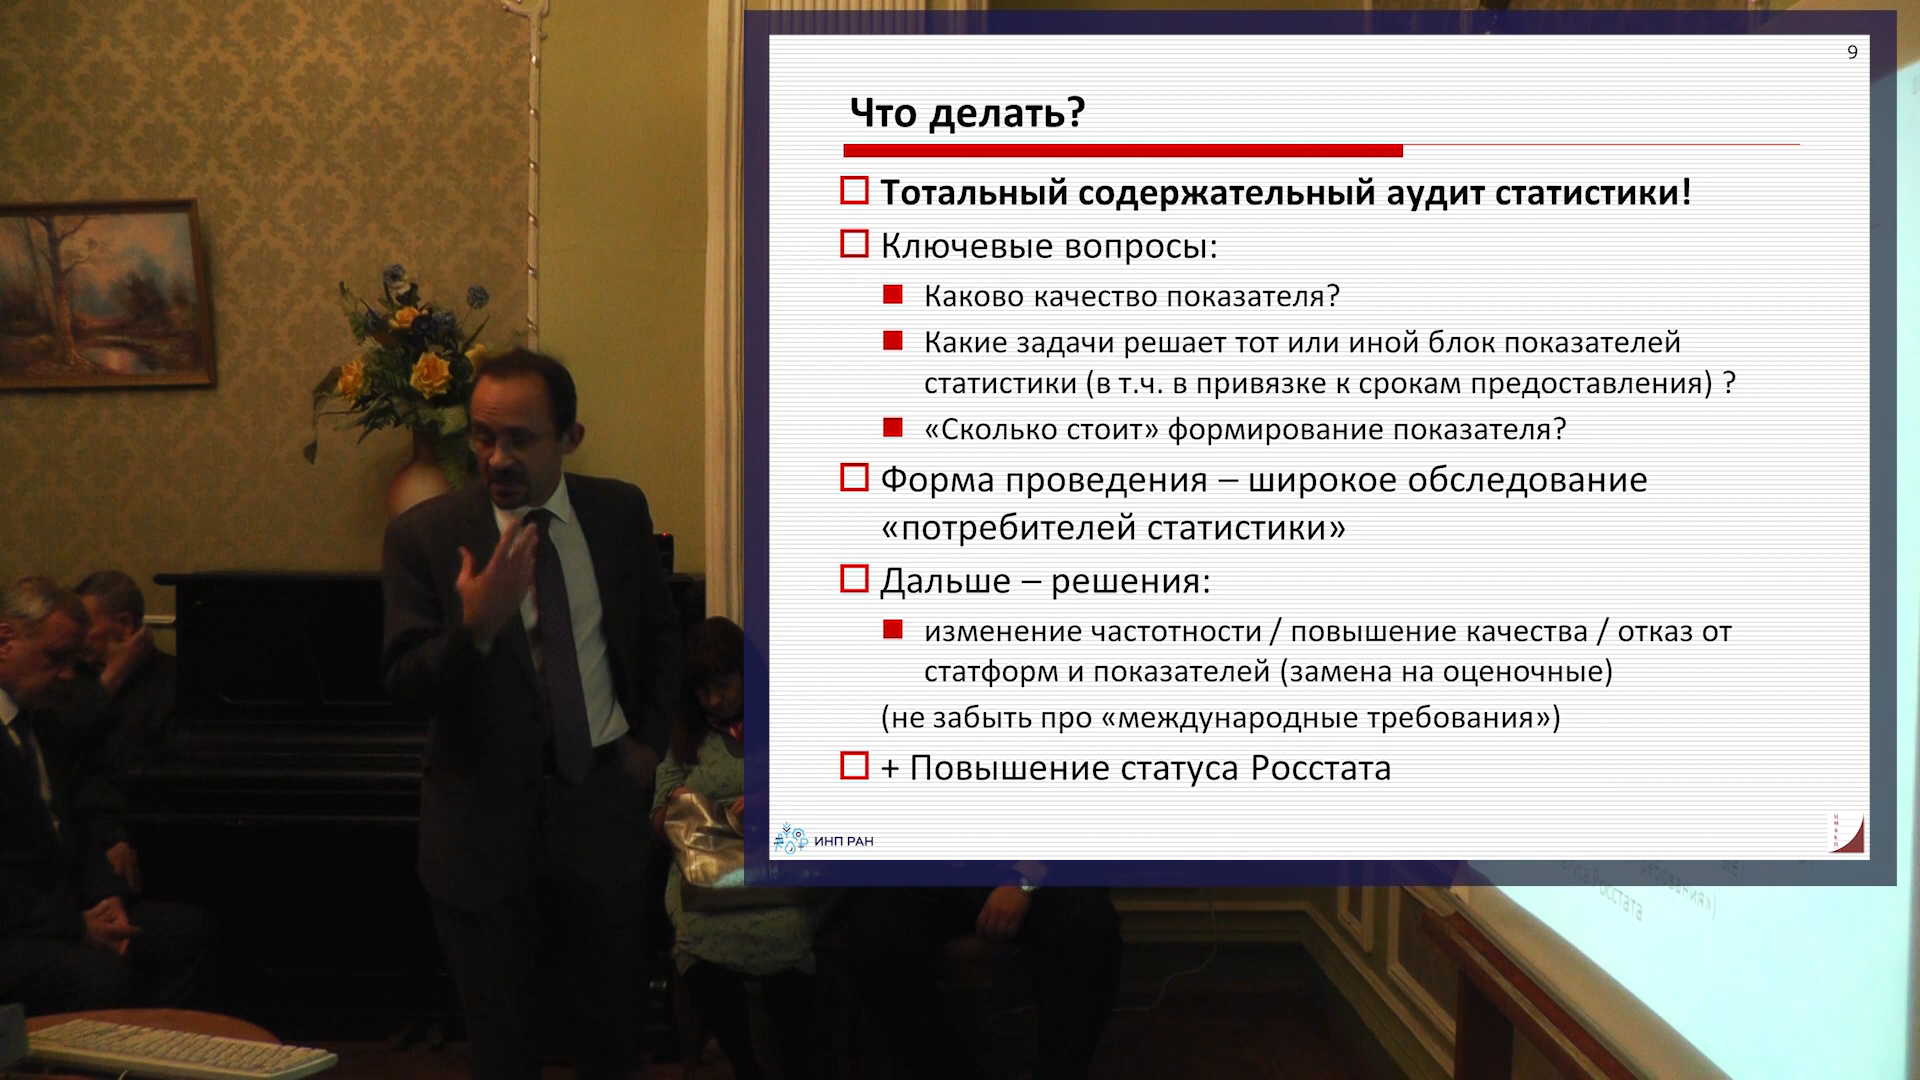 9
Что делать?
Тотальный содержательный аудит статистики!
Ключевые вопросы:
Каково качество показателя?
Какие задачи решает тот или иной блок показателей
статистики (в т.ч. в привязке к срокам предоставления) ?
«Сколько стоит» формирование показателя?
Форма проведения – широкое обследование
«потребителей статистики»
Дальше – решения:
изменение частотности / повышение качества / отказ от
статформ и показателей (замена на оценочные)
(не забыть про «международные требования»)
+ Повышение статуса Росстата
ИНП РАН
ЦМАКП
Росстата